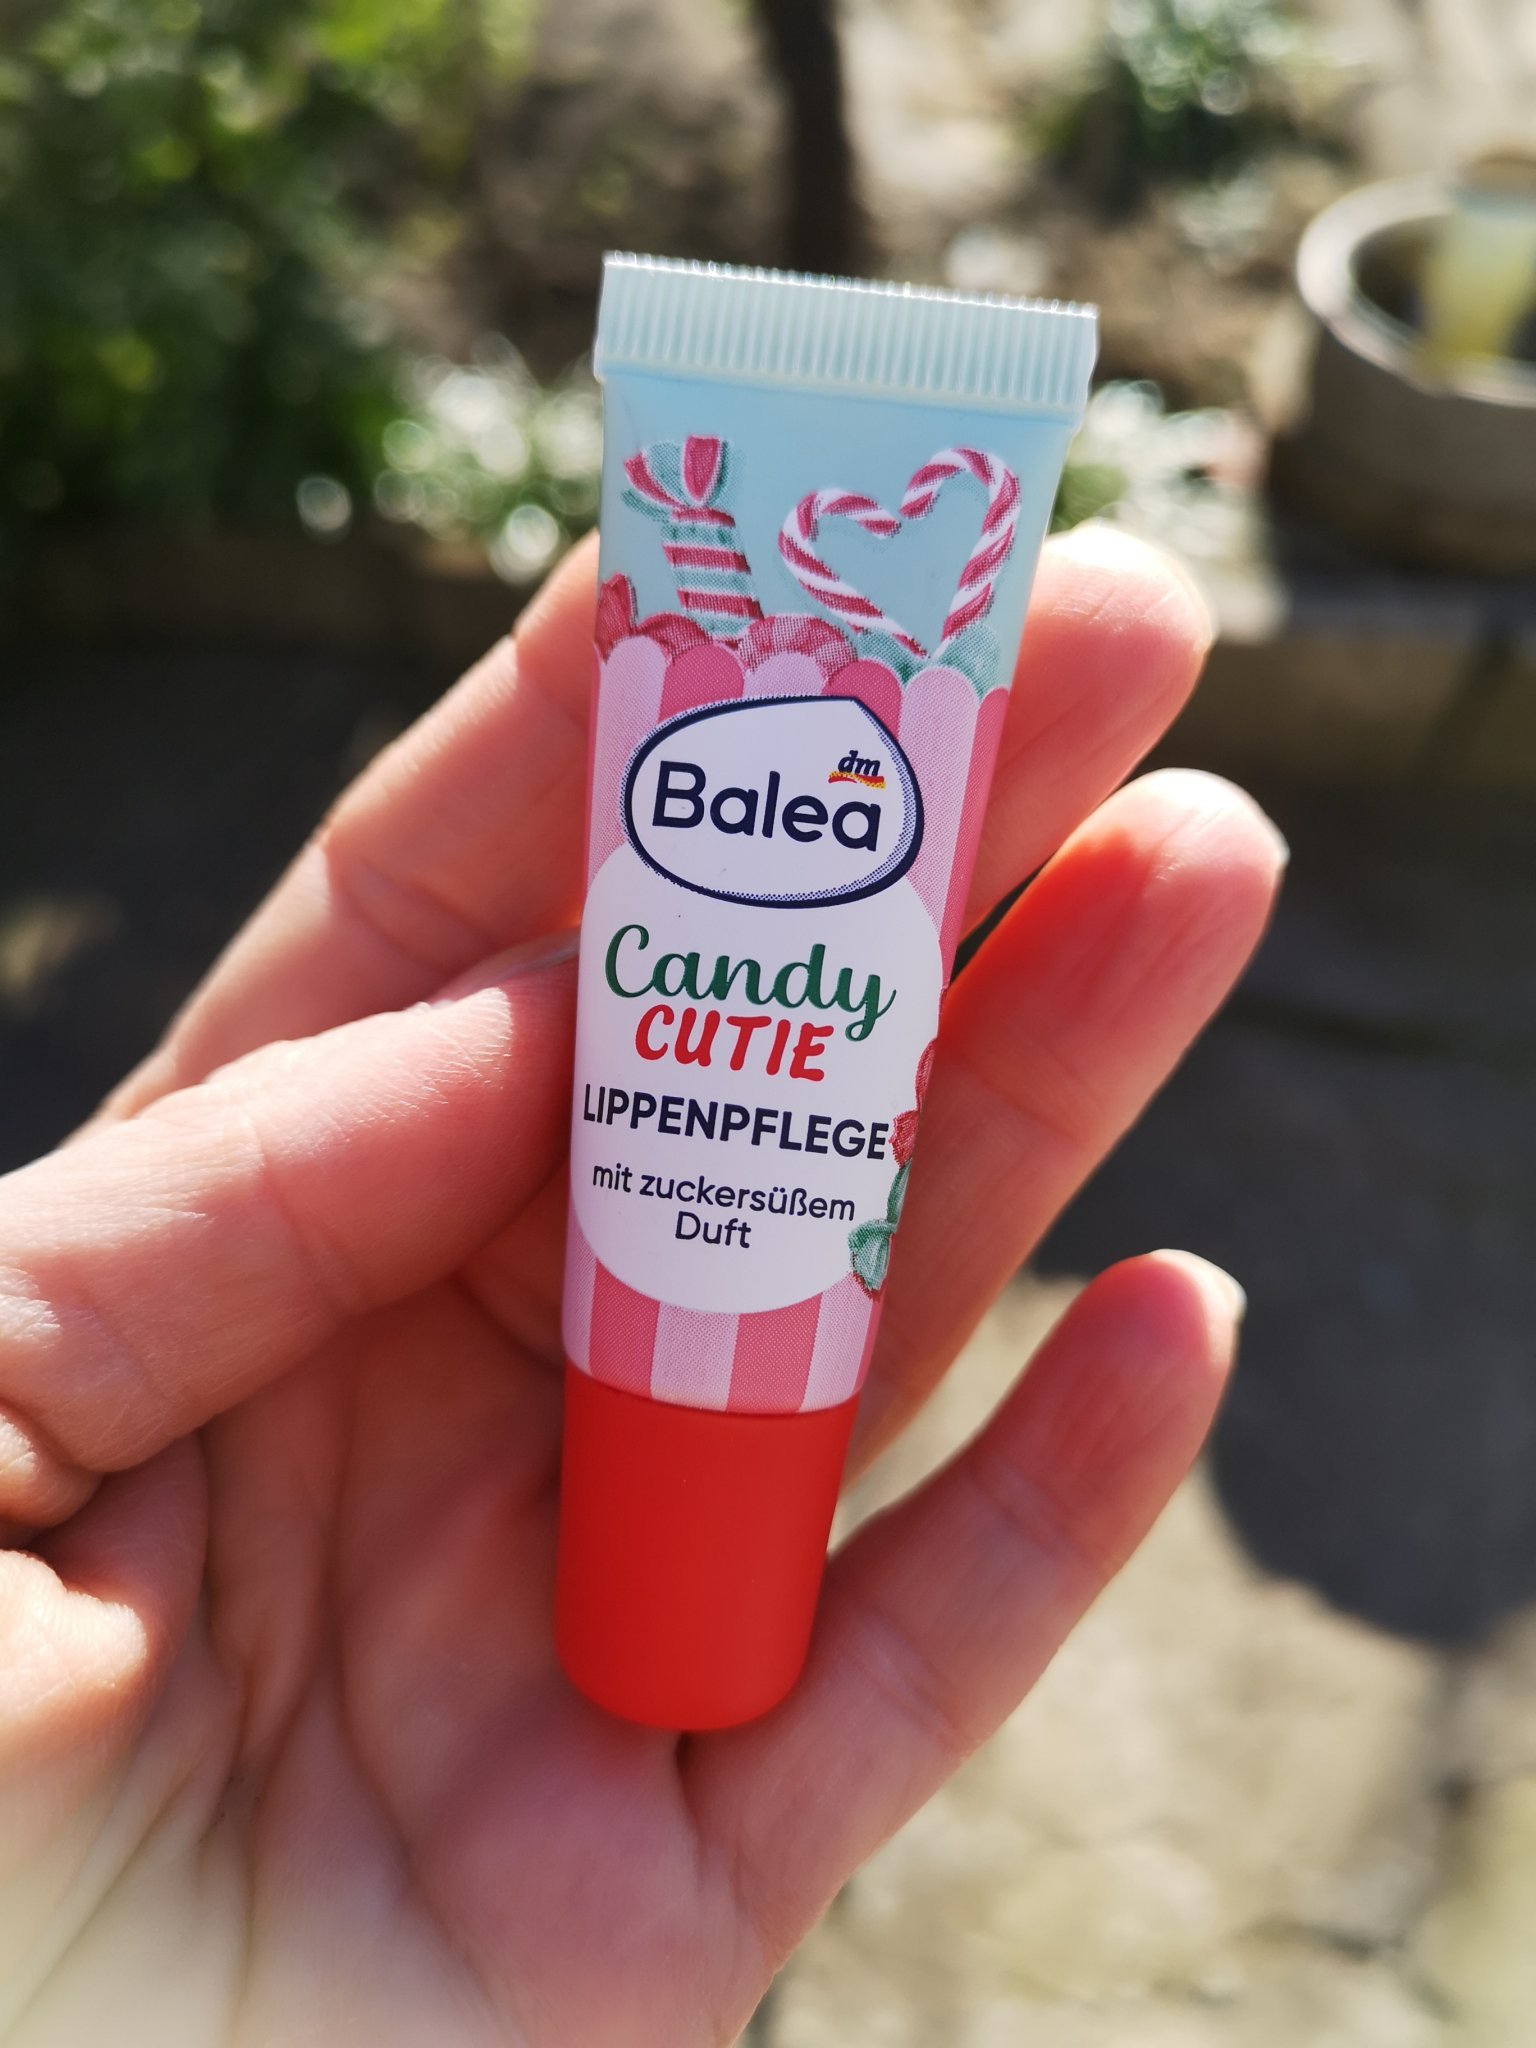 dm
Balea
Candy
CUTIE
LIPPENPFLEGE
mit zuckersüßem
Duft